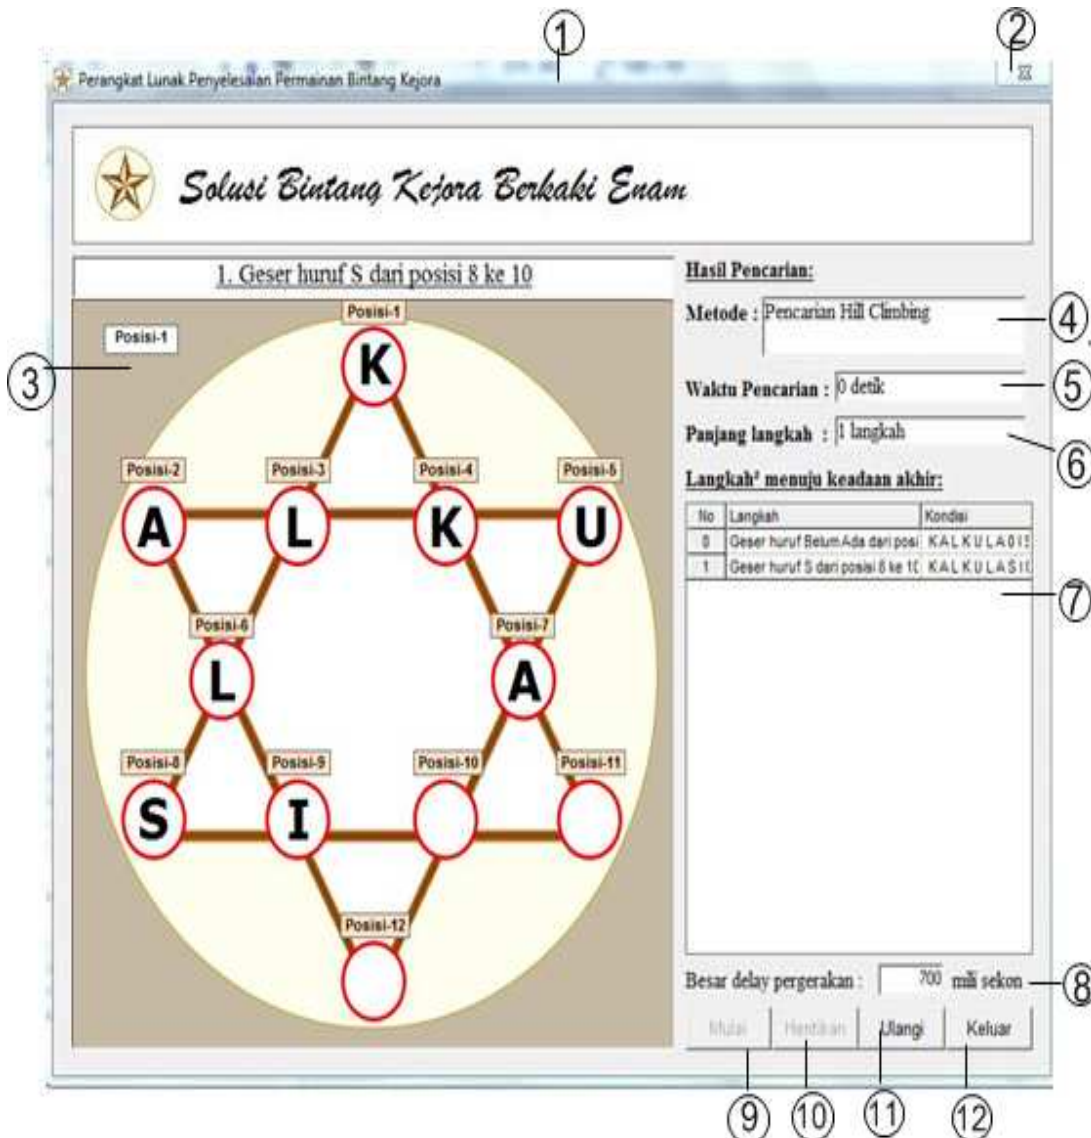 1
2
Perangkat Lunak Penyelesaian Permainan Bintang Kejora
Solusi Bintang Kejora Berkaki Enam
1. Geser huruf S dari posisi 8 ke 10
Posisi-1
Posisi-1
K
3
Posisi-2
Posisi-3
Posisi-4
Posisi-5
A
L
K
U
Posisi-6
Posisi-7
L
A
Posisi-8
Posisi-9
Posisi-10
Posisi-11
S
I
Posisi-12
Hasil Pencarian:
Metode : Pencarian Hill Climbing
4
Waktu Pencarian : 0 detik
5
Panjang langkah : 1 langkah
6
Langkah² menuju keadaan akhir:
No Langkah Kondisi
0 Geser huruf Belum Ada dari posi K A L K U L A 0 I S
1 Geser huruf S dari posisi 8 ke 10 K A L K U L A S I 0
7
Besar delay pergerakan : 700 mili sekon
8
Mulai Hentikan Ulangi Keluar
9 10 11 12